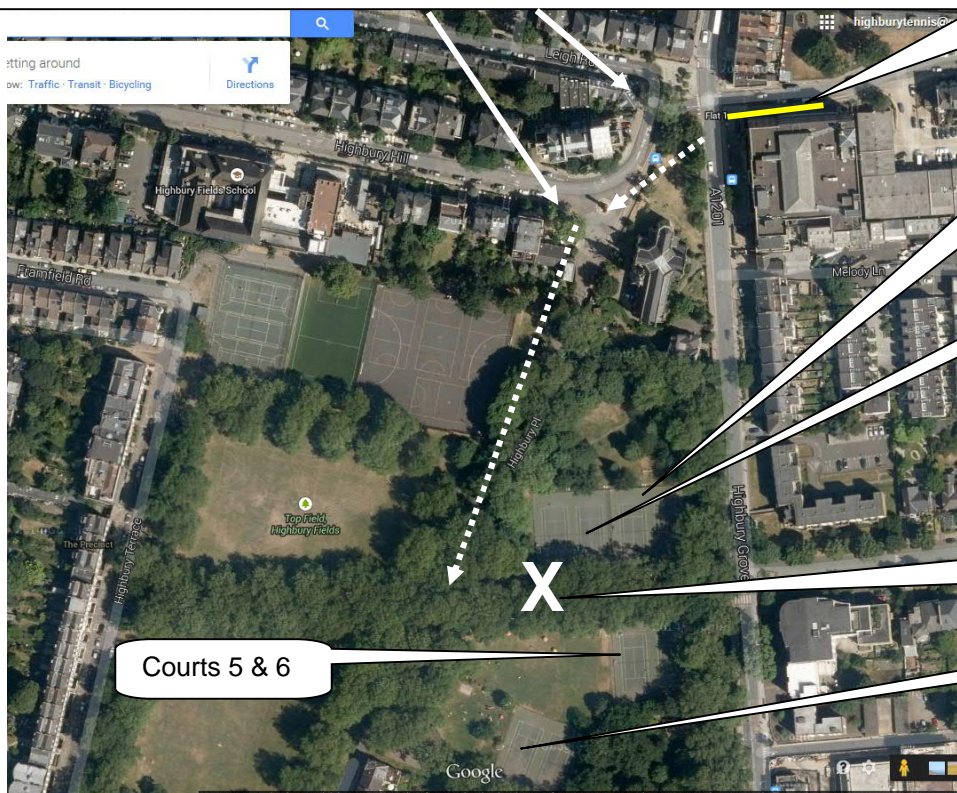 highburytennis@
etting around
ow: Traffic · Transit · Bicycling
Directions
Leigh Rd
Flat 1
Highbury Hill
Highbury Fields School
A1201
Framfield Rd
Melody Ln
Highbury Pl
Top Field,
Highbury Fields
Highbury Grove
The Precinct
Highbury Terrace
X
Courts 5 & 6
Google